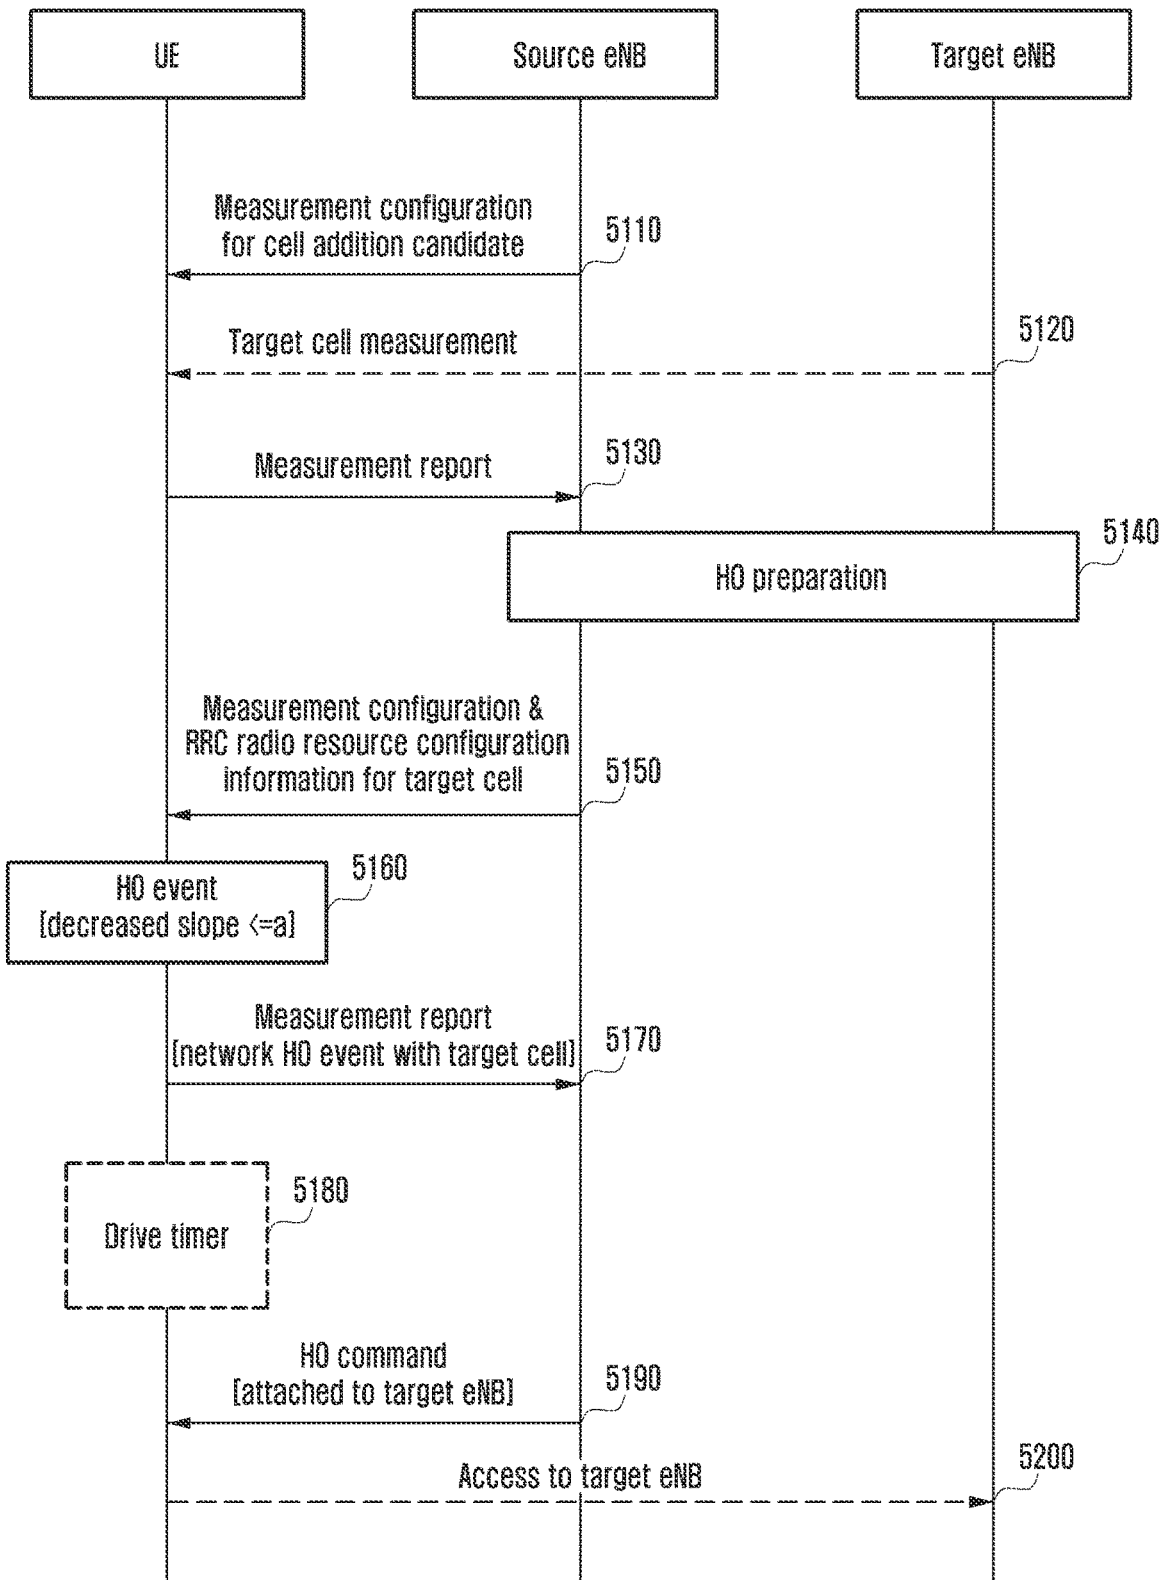 UE
Source eNB
Target eNB
Measurement configuration
for cell addition candidate
5110
Target cell measurement
5120
Measurement report
5130
HO preparation
5140
Measurement configuration &
RRC radio resource configuration
information for target cell
5150
HO event
[decreased slope <=a]
5160
Measurement report
[network HO event with target cell]
5170
Drive timer
5180
HO command
[attached to target eNB]
5190
Access to target eNB
5200